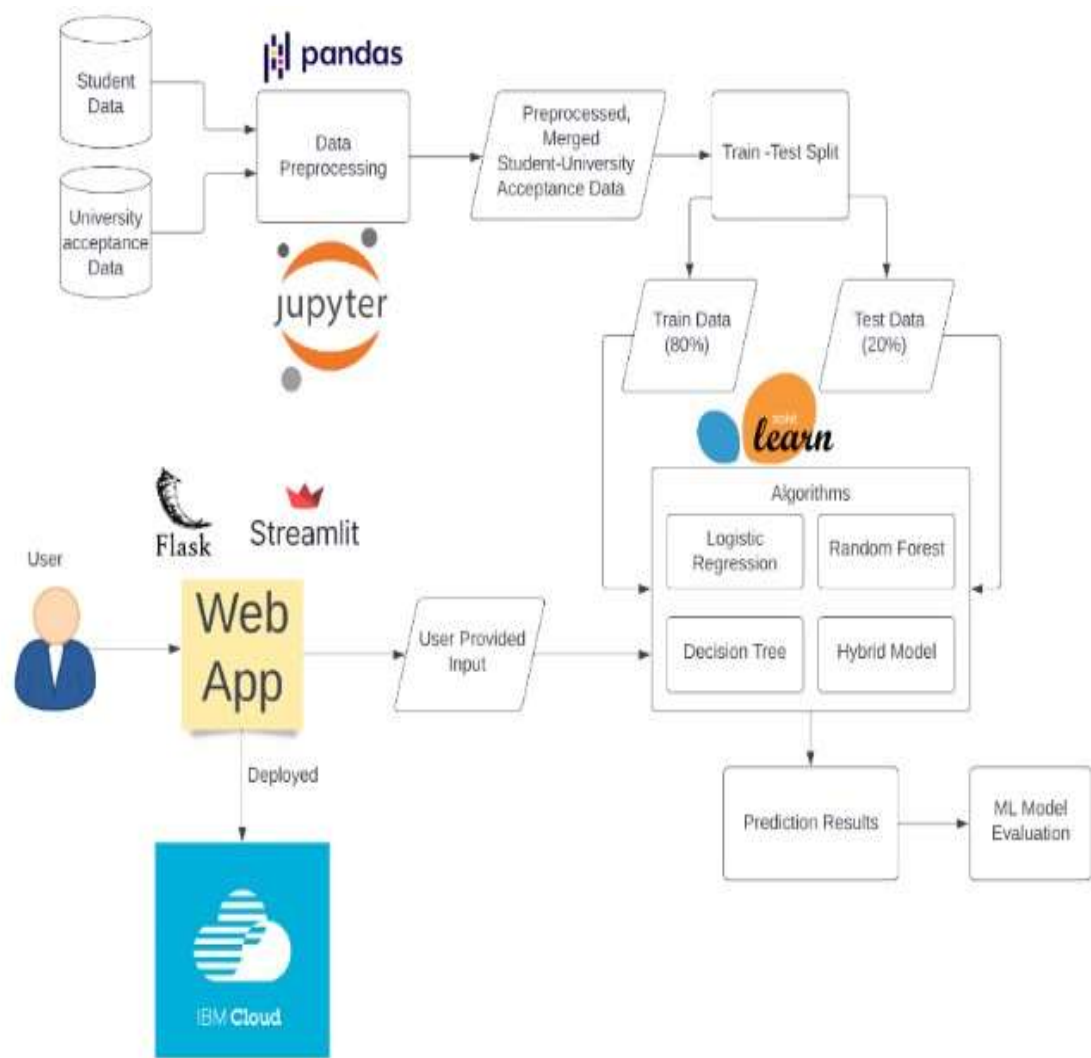 Student
Data
pandas
Data
Preprocessing
Preprocessed,
Merged
Student-University
Acceptance Data
Train -Test Split
University
acceptance
Data
jupyter
Train Data
(80%)
Test Data
(20%)
scikit
learn
Algorithms
Logistic
Regression
Random Forest
Decision Tree
Hybrid Model
Flask
Streamlit
User
Web
App
User Provided
Input
Deployed
Prediction Results
ML Model
Evaluation
IBM Cloud